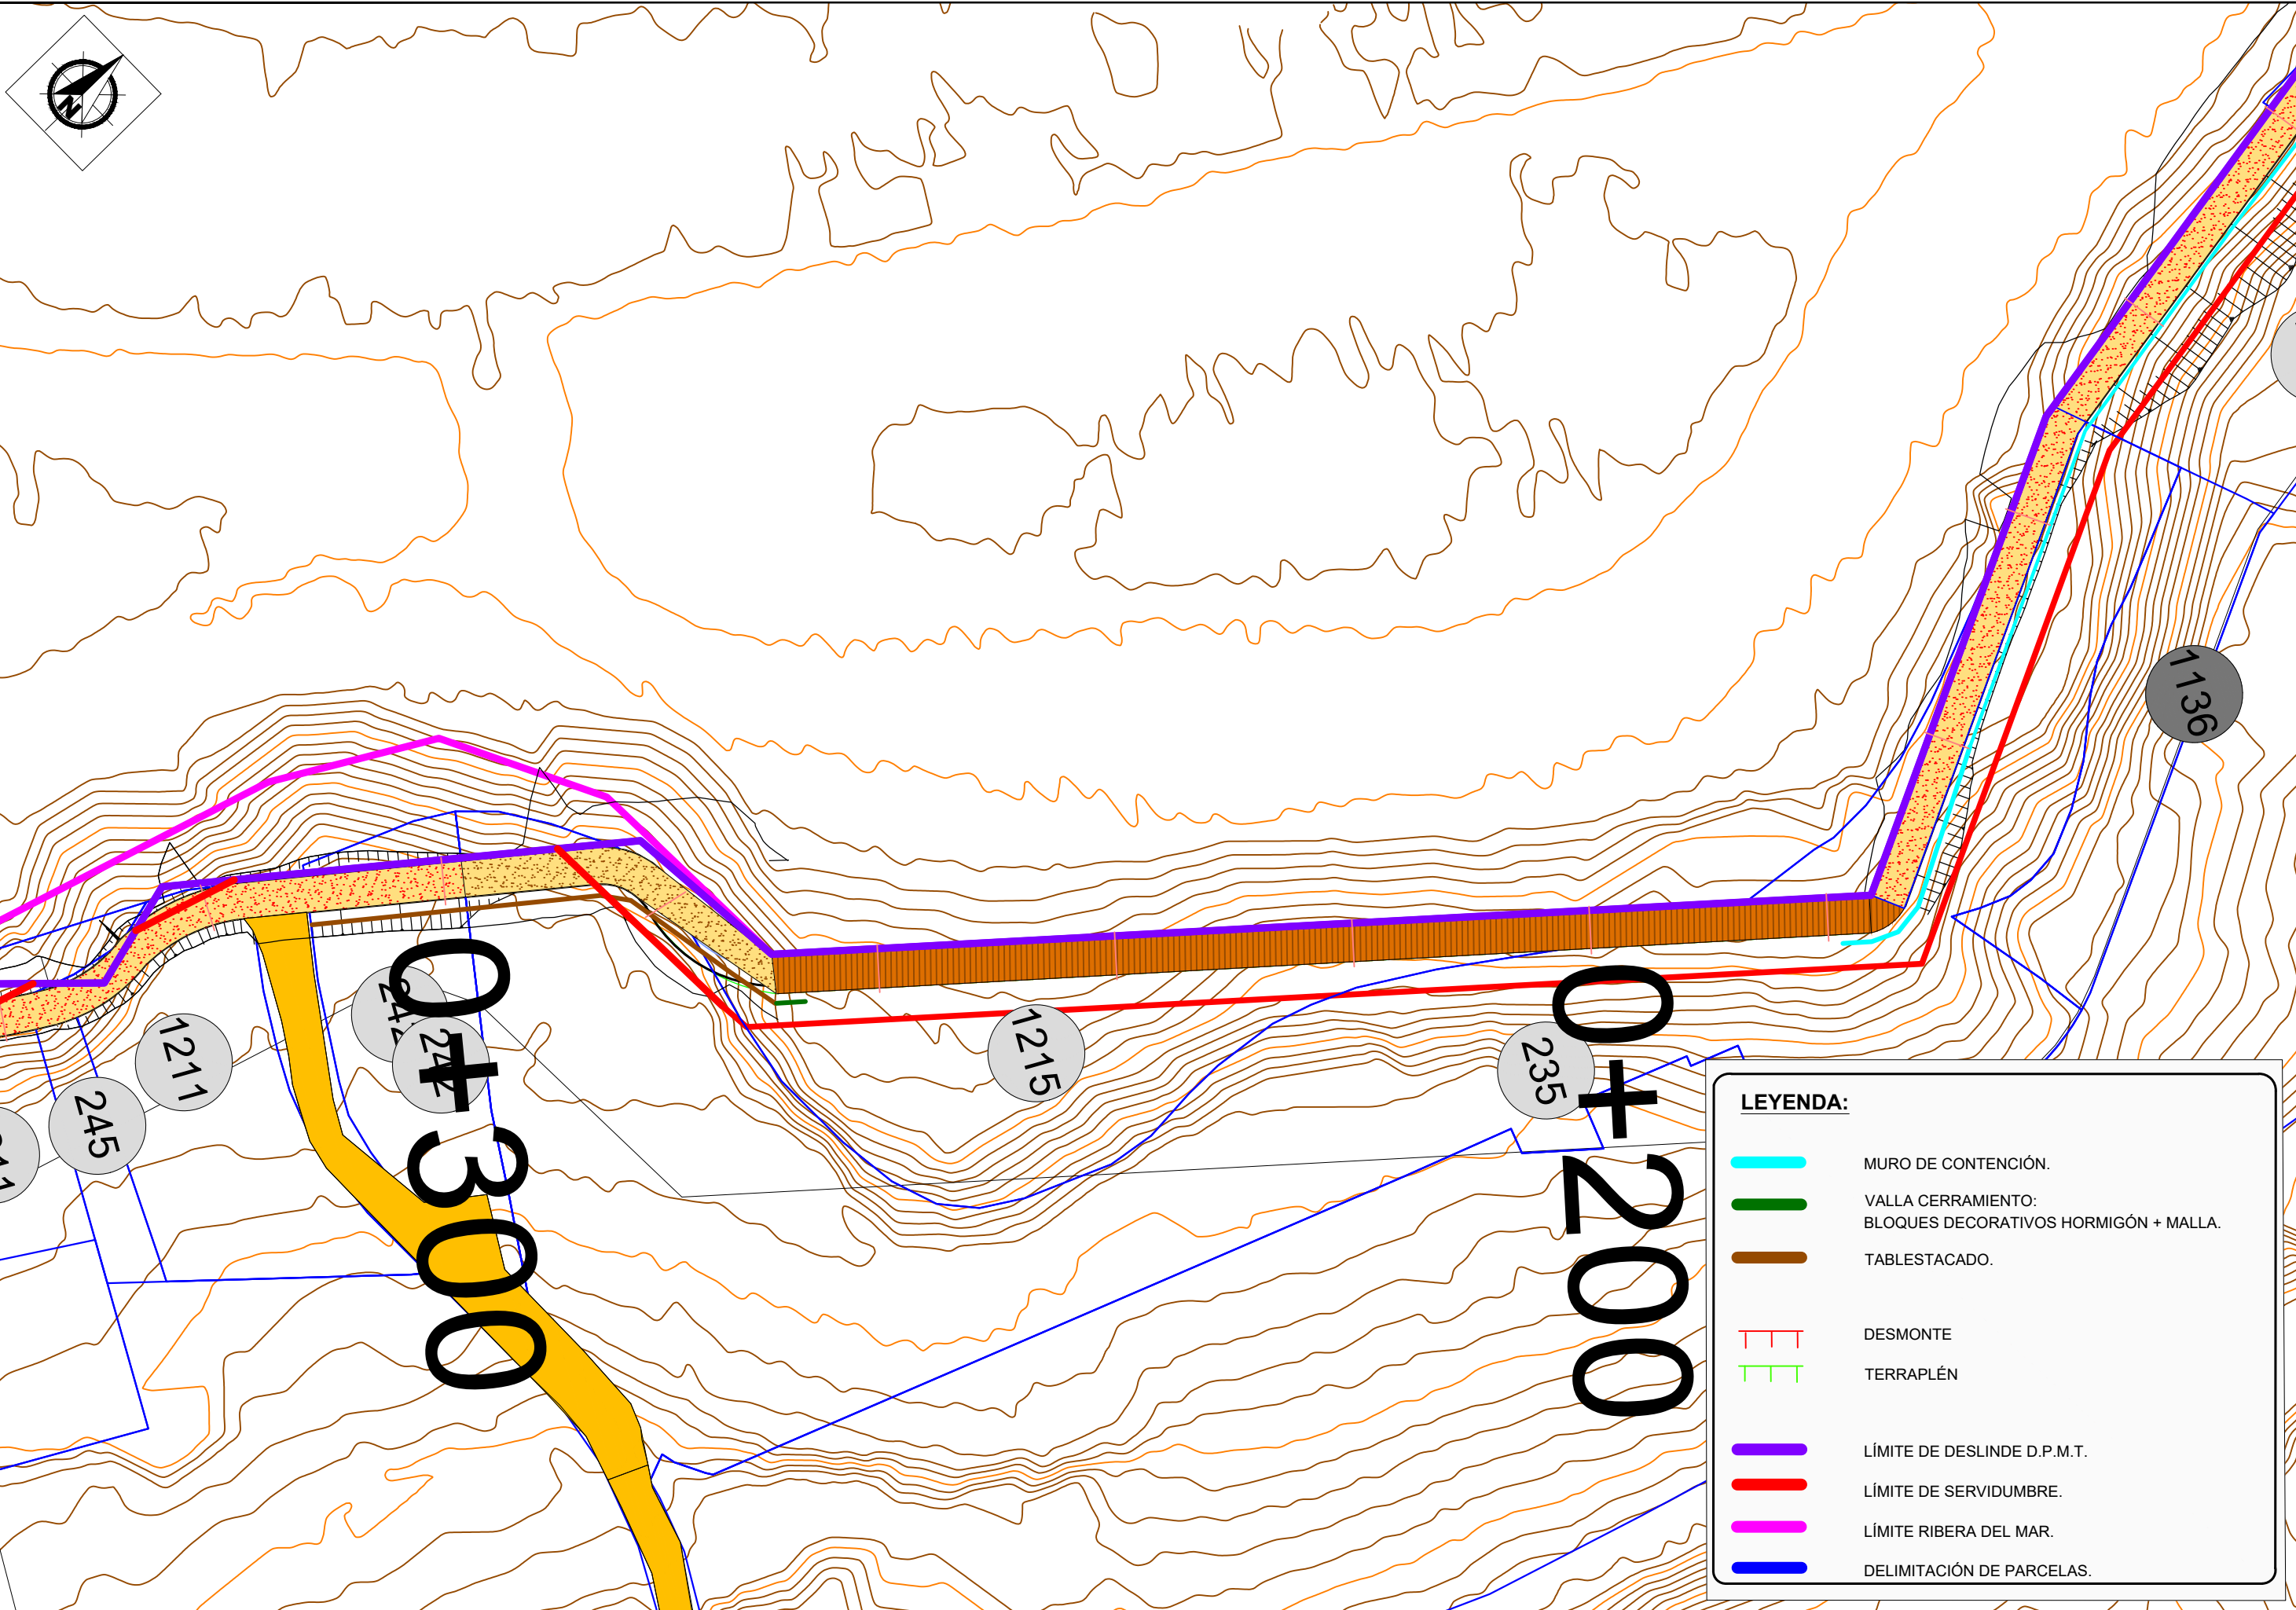 N
1136
0+300
0+200
1211
245
242
1215
235
LEYENDA:
MURO DE CONTENCIÓN.
VALLA CERRAMIENTO:
BLOQUES DECORATIVOS HORMIGÓN + MALLA.
TABLESTACADO.
DESMONTE
TERRAPLÉN
LÍMITE DE DESLINDE D.P.M.T.
LÍMITE DE SERVIDUMBRE.
LÍMITE RIBERA DEL MAR.
DELIMITACIÓN DE PARCELAS.